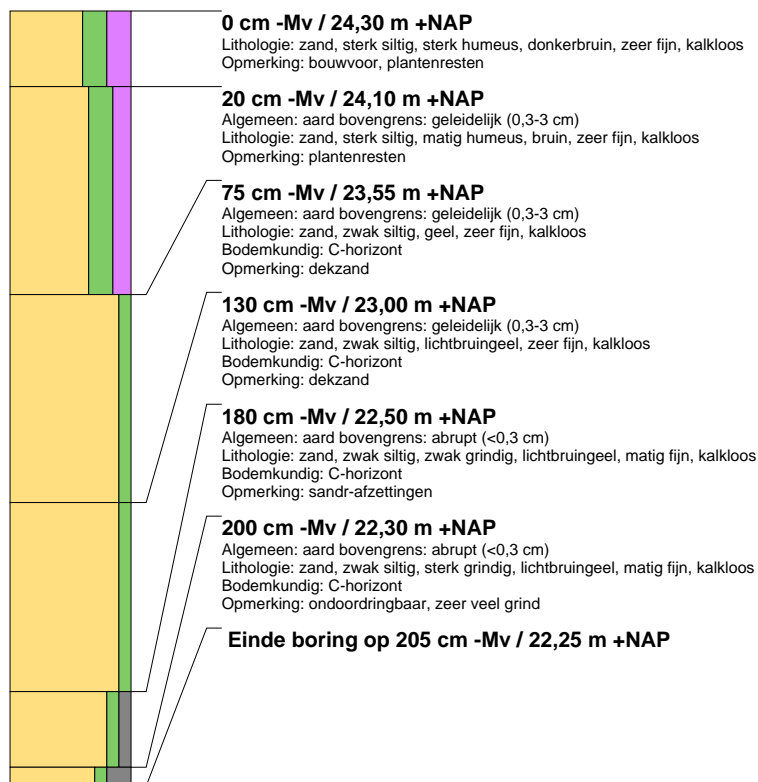 0 cm -Mv / 24,30 m +NAP
Lithologie: zand, sterk siltig, sterk humeus, donkerbruin, zeer fijn, kalkloos
Opmerking: bouwvoor, plantenresten
20 cm -Mv / 24,10 m +NAP
Algemeen: aard bovengrens: geleidelijk (0,3-3 cm)
Lithologie: zand, sterk siltig, matig humeus, bruin, zeer fijn, kalkloos
Opmerking: plantenresten
75 cm -Mv / 23,55 m +NAP
Algemeen: aard bovengrens: geleidelijk (0,3-3 cm)
Lithologie: zand, zwak siltig, geel, zeer fijn, kalkloos
Bodemkundig: C-horizont
Opmerking: dekzand
130 cm -Mv / 23,00 m +NAP
Algemeen: aard bovengrens: geleidelijk (0,3-3 cm)
Lithologie: zand, zwak siltig, lichtbruingeel, zeer fijn, kalkloos
Bodemkundig: C-horizont
Opmerking: dekzand
180 cm -Mv / 22,50 m +NAP
Algemeen: aard bovengrens: abrupt (<0,3 cm)
Lithologie: zand, zwak siltig, zwak grindig, lichtbruingeel, matig fijn, kalkloos
Bodemkundig: C-horizont
Opmerking: sandr-afzettingen
200 cm -Mv / 22,30 m +NAP
Algemeen: aard bovengrens: abrupt (<0,3 cm)
Lithologie: zand, zwak siltig, sterk grindig, lichtbruingeel, matig fijn, kalkloos
Bodemkundig: C-horizont
Opmerking: ondoordringbaar, zeer veel grind
Einde boring op 205 cm -Mv / 22,25 m +NAP